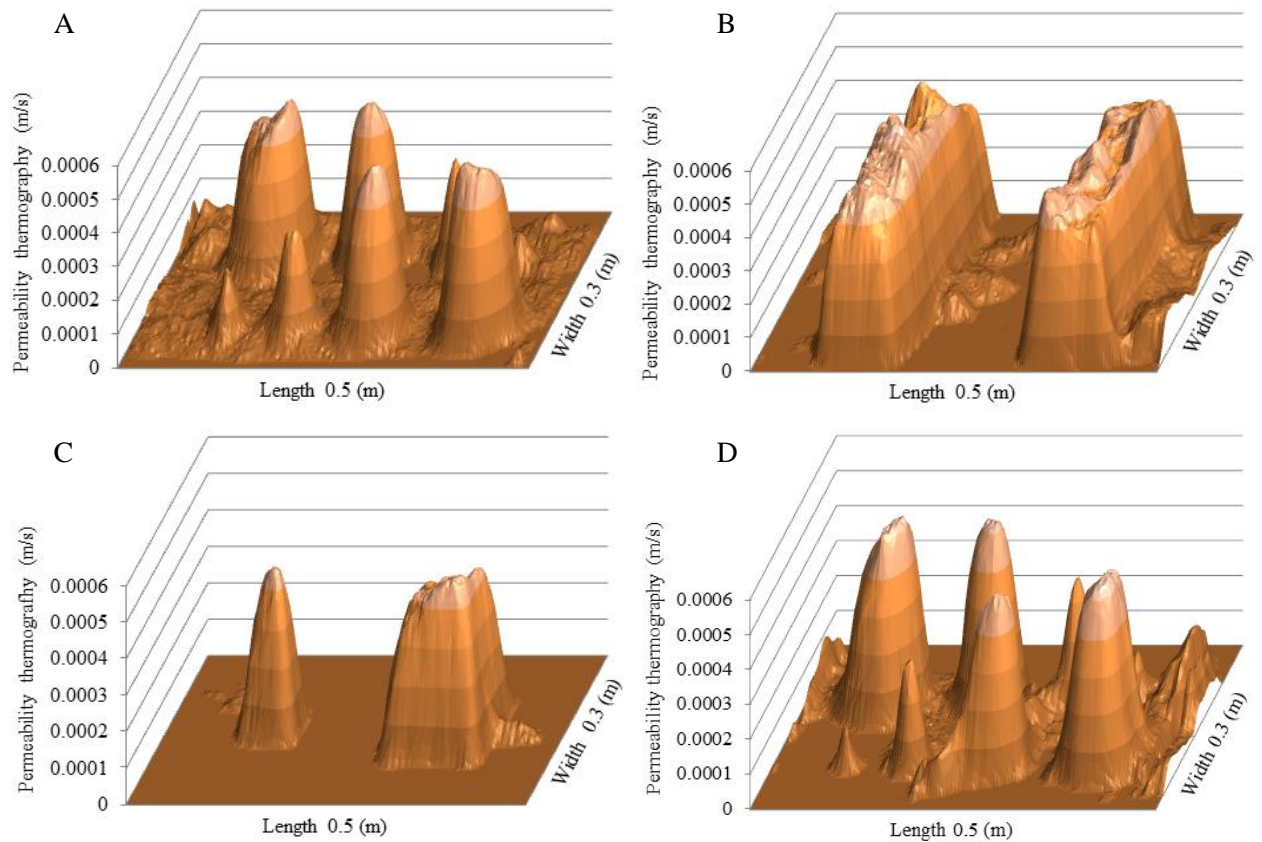 A
Permeability thermography (m/s)
0.0006
0.0005
0.0004
0.0003
0.0002
0.0001
0
Length 0.5 (m)
Width 0.3 (m)
B
Permeability thermography (m/s)
0.0006
0.0005
0.0004
0.0003
0.0002
0.0001
0
Length 0.5 (m)
Width 0.3 (m)
C
Permeability thermografhy (m/s)
0.0006
0.0005
0.0004
0.0003
0.0002
0.0001
0
Length 0.5 (m)
Width 0.3 (m)
D
Permeability thermography (m/s)
0.0006
0.0005
0.0004
0.0003
0.0002
0.0001
0
Length 0.5 (m)
Width 0.3 (m)